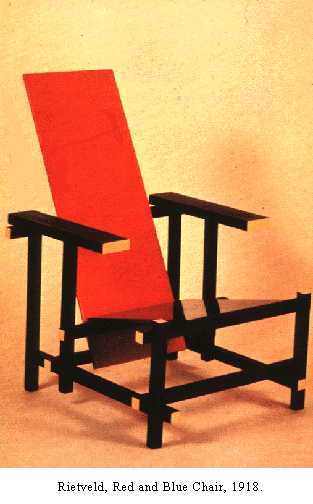 Rietveld, Red and Blue Chair, 1918.